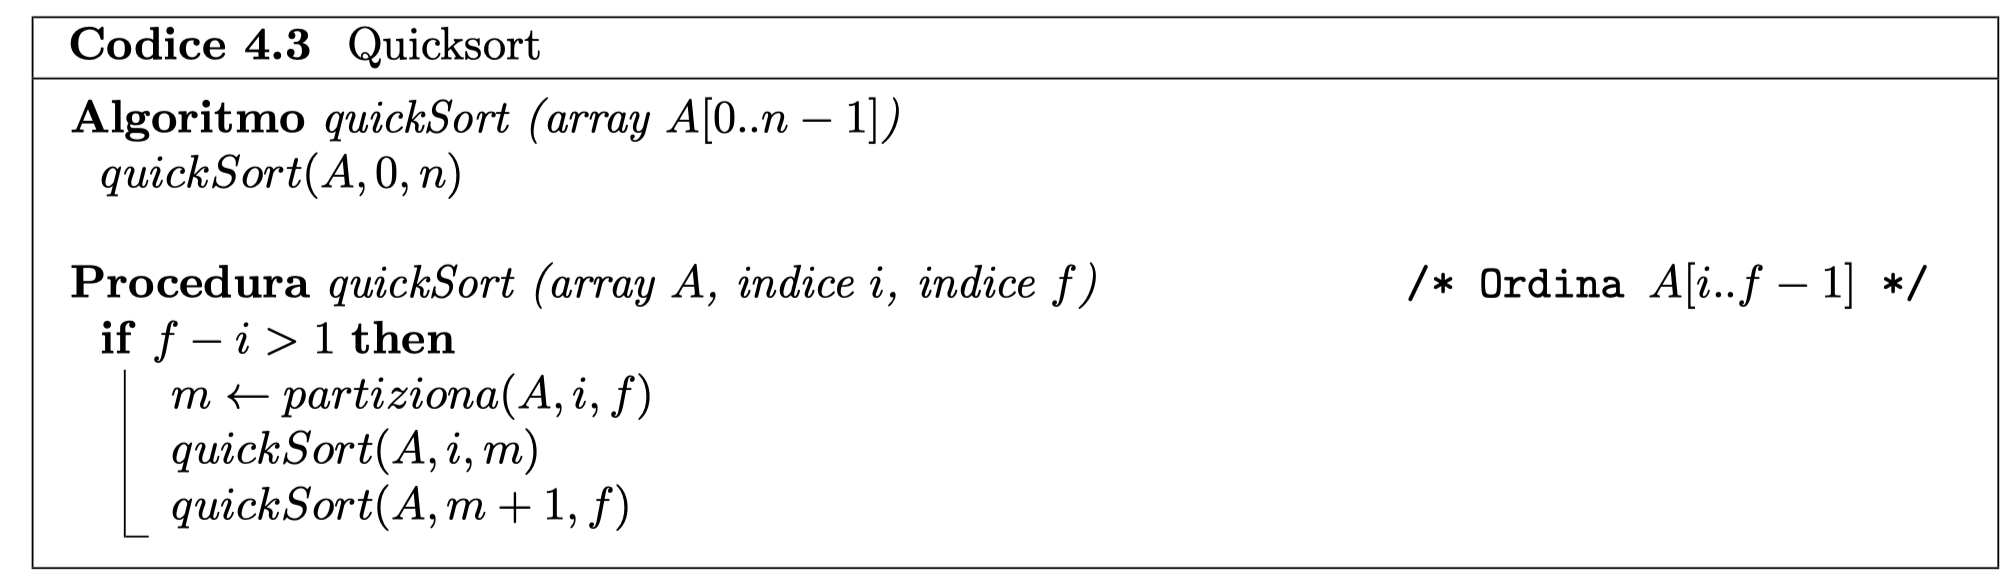 Codice 4.3 Quicksort
Algoritmo quickSort (array A[0..n − 1])
quickSort(A, 0, n)
Procedura quickSort (array A, indice i, indice f) /* Ordina A[i..f − 1] */
if f − i > 1 then
m ← partiziona(A, i, f)
quickSort(A, i, m)
quickSort(A, m + 1, f)